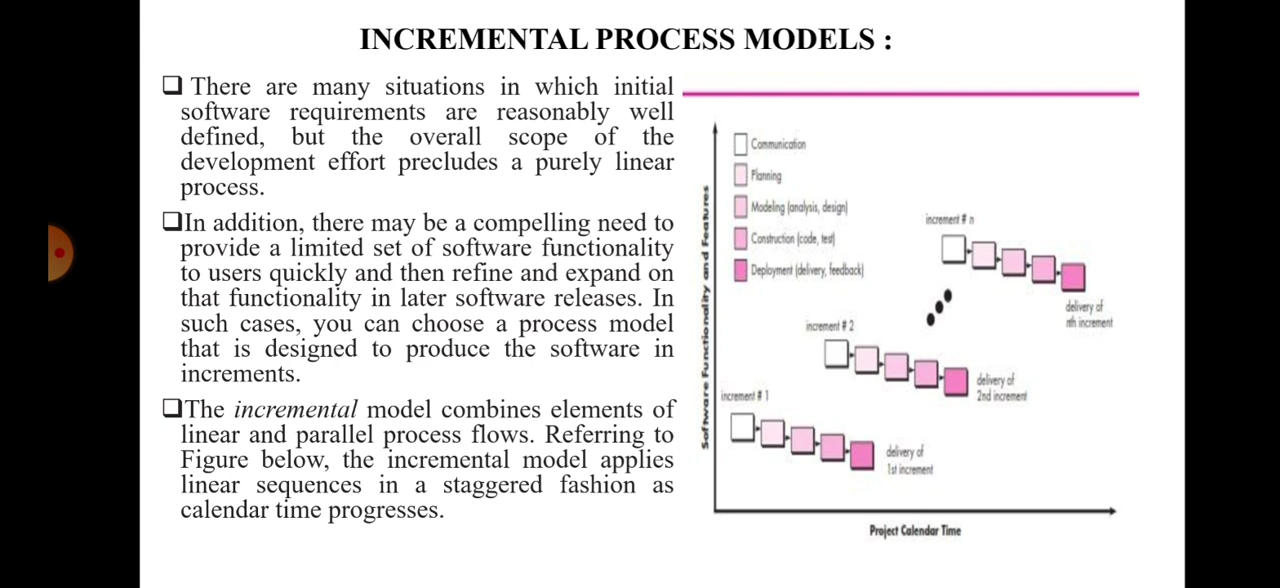 INCREMENTAL PROCESS MODELS :
There are many situations in which initial
software requirements are reasonably well
defined, but the overall scope of the
development effort precludes a purely linear
process.
In addition, there may be a compelling need to
provide a limited set of software functionality
to users quickly and then refine and expand on
that functionality in later software releases. In
such cases, you can choose a process model
that is designed to produce the software in
increments.
The incremental model combines elements of
linear and parallel process flows. Referring to
Figure below, the incremental model applies
linear sequences in a staggered fashion as
calendar time progresses.
Software Functionality and Features
Communication
Planning
Modeling (analysis, design)
Construction (code, test)
Deployment (delivery, feedback)
increment # n
delivery of
nth increment
increment # 2
delivery of
2nd increment
increment # 1
delivery of
1st increment
Project Calendar Time